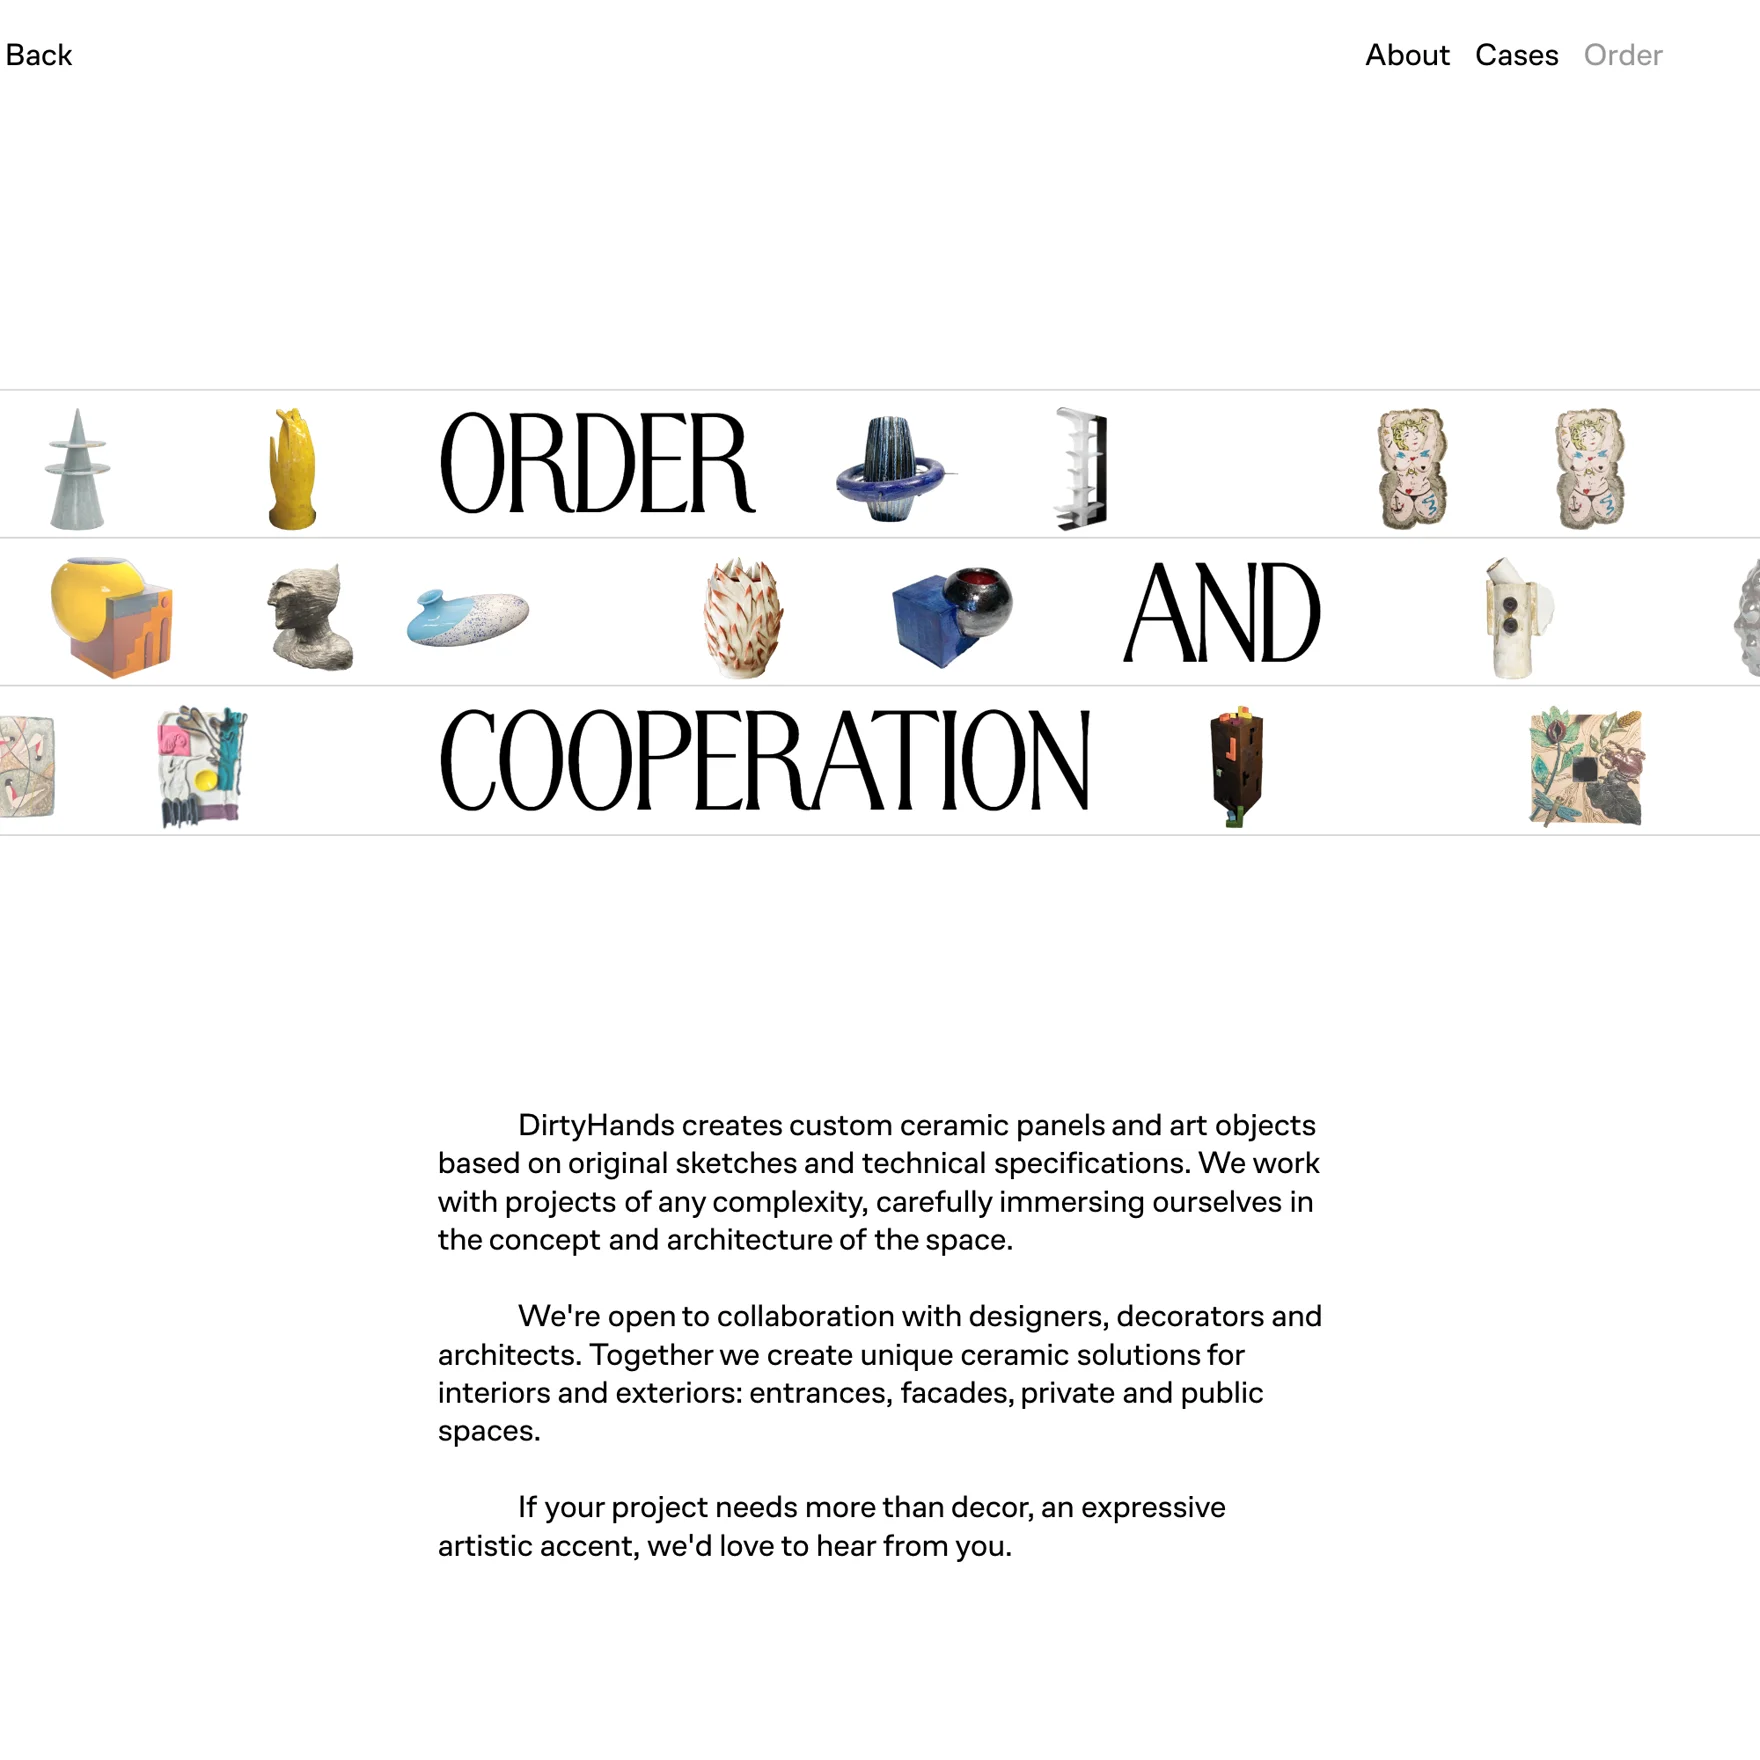 Back
About Cases Order
ORDER
AND
COOPERATION
DirtyHands creates custom ceramic panels and art objects
based on original sketches and technical specifications. We work
with projects of any complexity, carefully immersing ourselves in
the concept and architecture of the space.
We're open to collaboration with designers, decorators and
architects. Together we create unique ceramic solutions for
interiors and exteriors: entrances, facades, private and public
spaces.
If your project needs more than decor, an expressive
artistic accent, we'd love to hear from you.